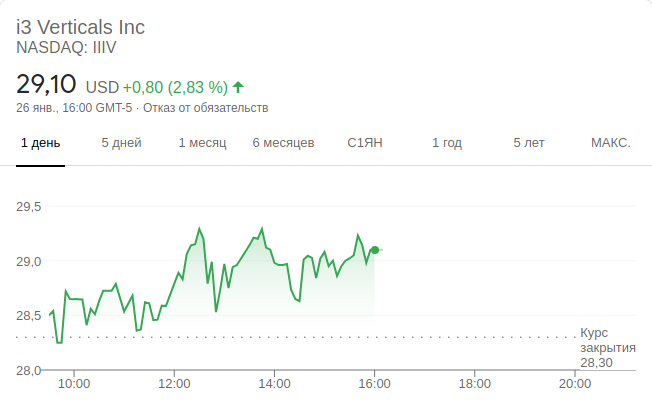 i3 Verticals Inc
NASDAQ: IIIV
29,10 USD +0,80 (2,83 %)
26 янв., 16:00 GMT-5 · Отказ от обязательств
1 день 5 дней 1 месяц 6 месяцев С1ЯН 1 год 5 лет МАКС.
29,5
29,0
28,5
Курс
закрытия
28,30
28,0
10:00 12:00 14:00 16:00 18:00 20:00